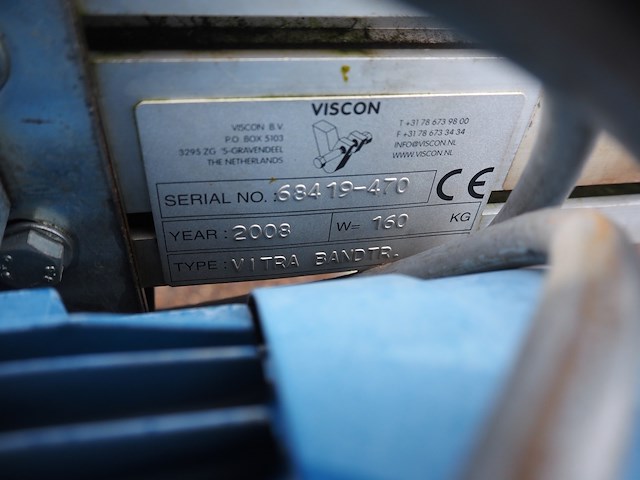 VISCON
VISCON B.V.
P.O. BOX 5103
3295 ZG 'S-GRAVENDEEL
THE NETHERLANDS
T +31 78 673 98 00
F +31 78 673 34 34
INFO@VISCON.NL
WWW.VISCON.NL
SERIAL NO. : 68419-470
CE
YEAR : 2008 W= 160 KG
TYPE : VITRA BANDTR.